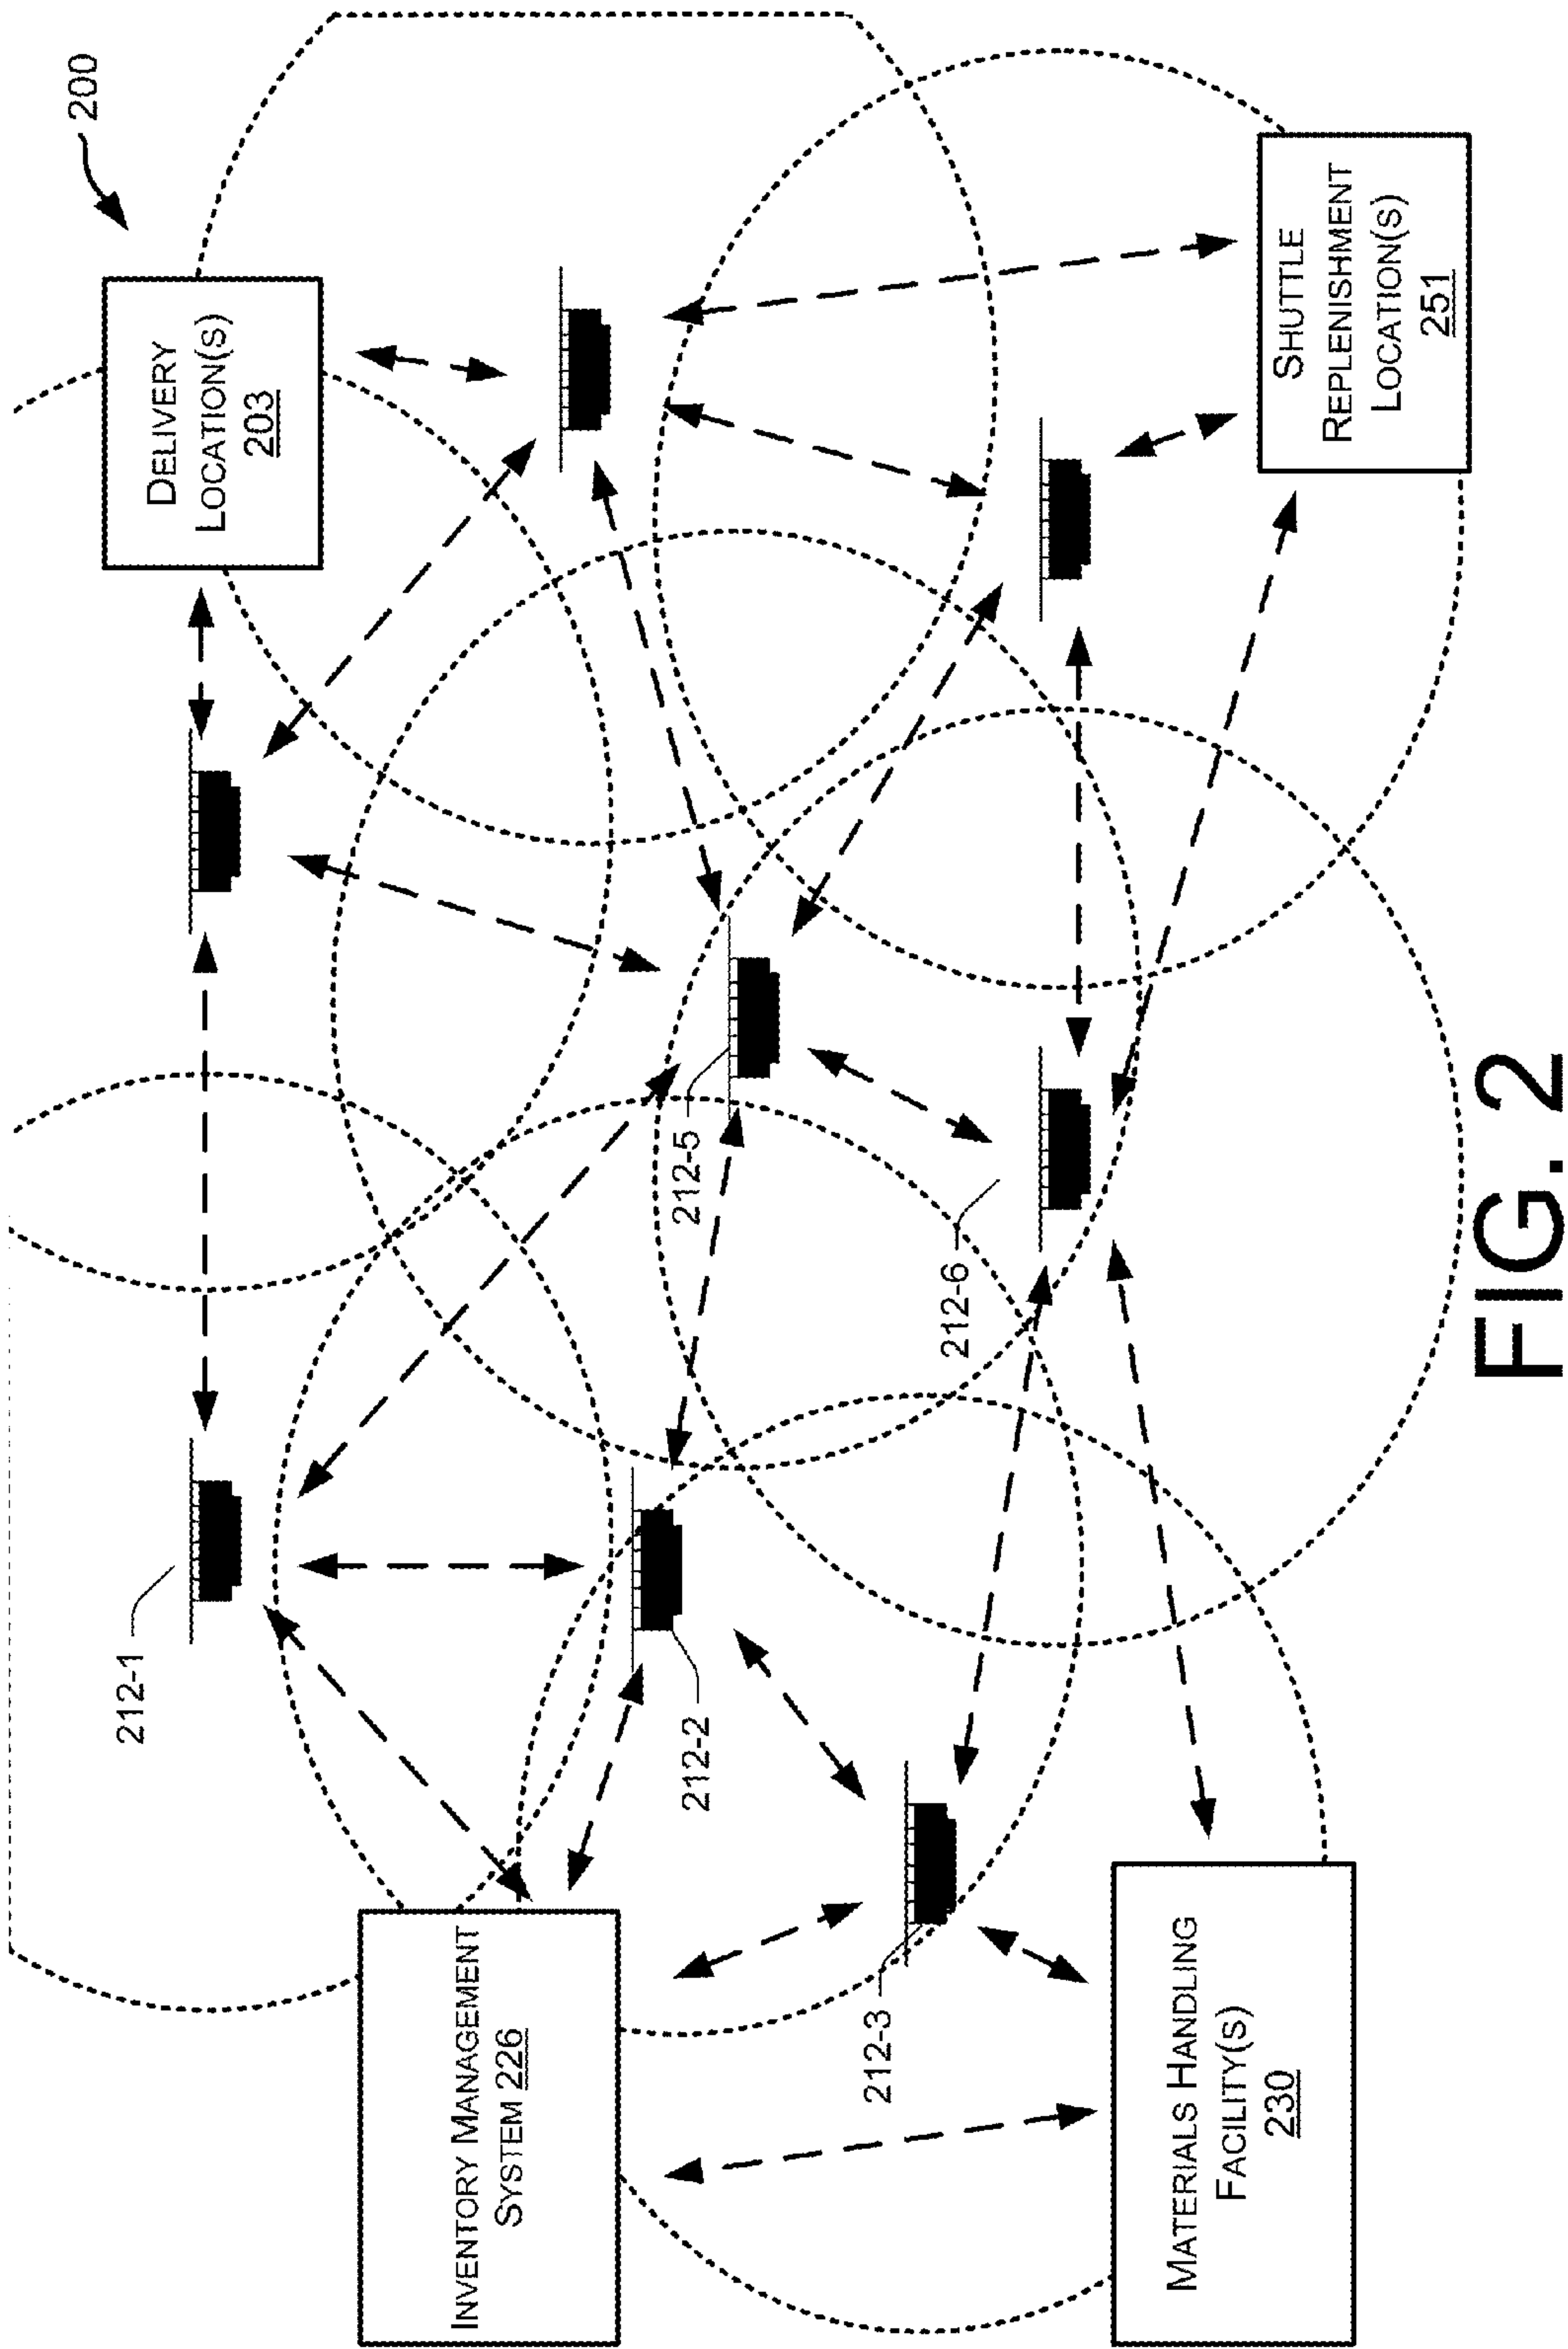 200
DELIVERY
LOCATION(S)
203
212-1
INVENTORY MANAGEMENT
SYSTEM 226
212-2
212-5
212-3
212-6
MATERIALS HANDLING
FACILITY(S)
230
SHUTTLE
REPLENISHMENT
LOCATION(S)
251
FIG. 2